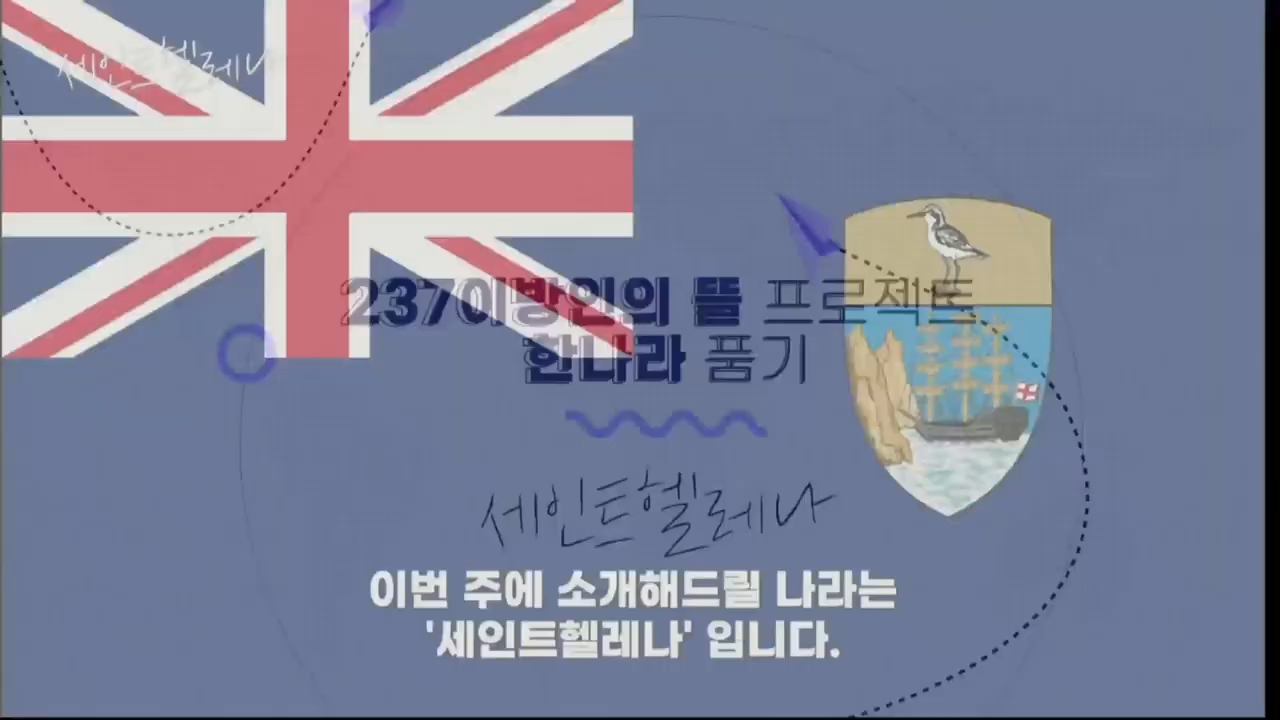 세인트헬레나
237이방인의 뜰 프로젝트
한나라 품기
세인트헬레나
이번 주에 소개해드릴 나라는
'세인트헬레나' 입니다.